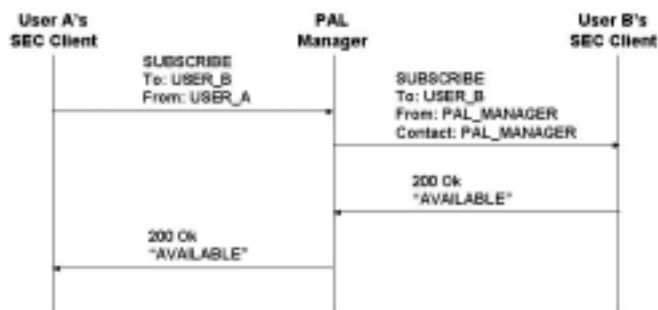 User A's
SEC Client
PAL
Manager
User B's
SEC Client
SUBSCRIBE
To: USER_B
From: USER_A
SUBSCRIBE
To: USER_B
From: PAL_MANAGER
Contact: PAL_MANAGER
200 Ok
"AVAILABLE"
200 Ok
"AVAILABLE"